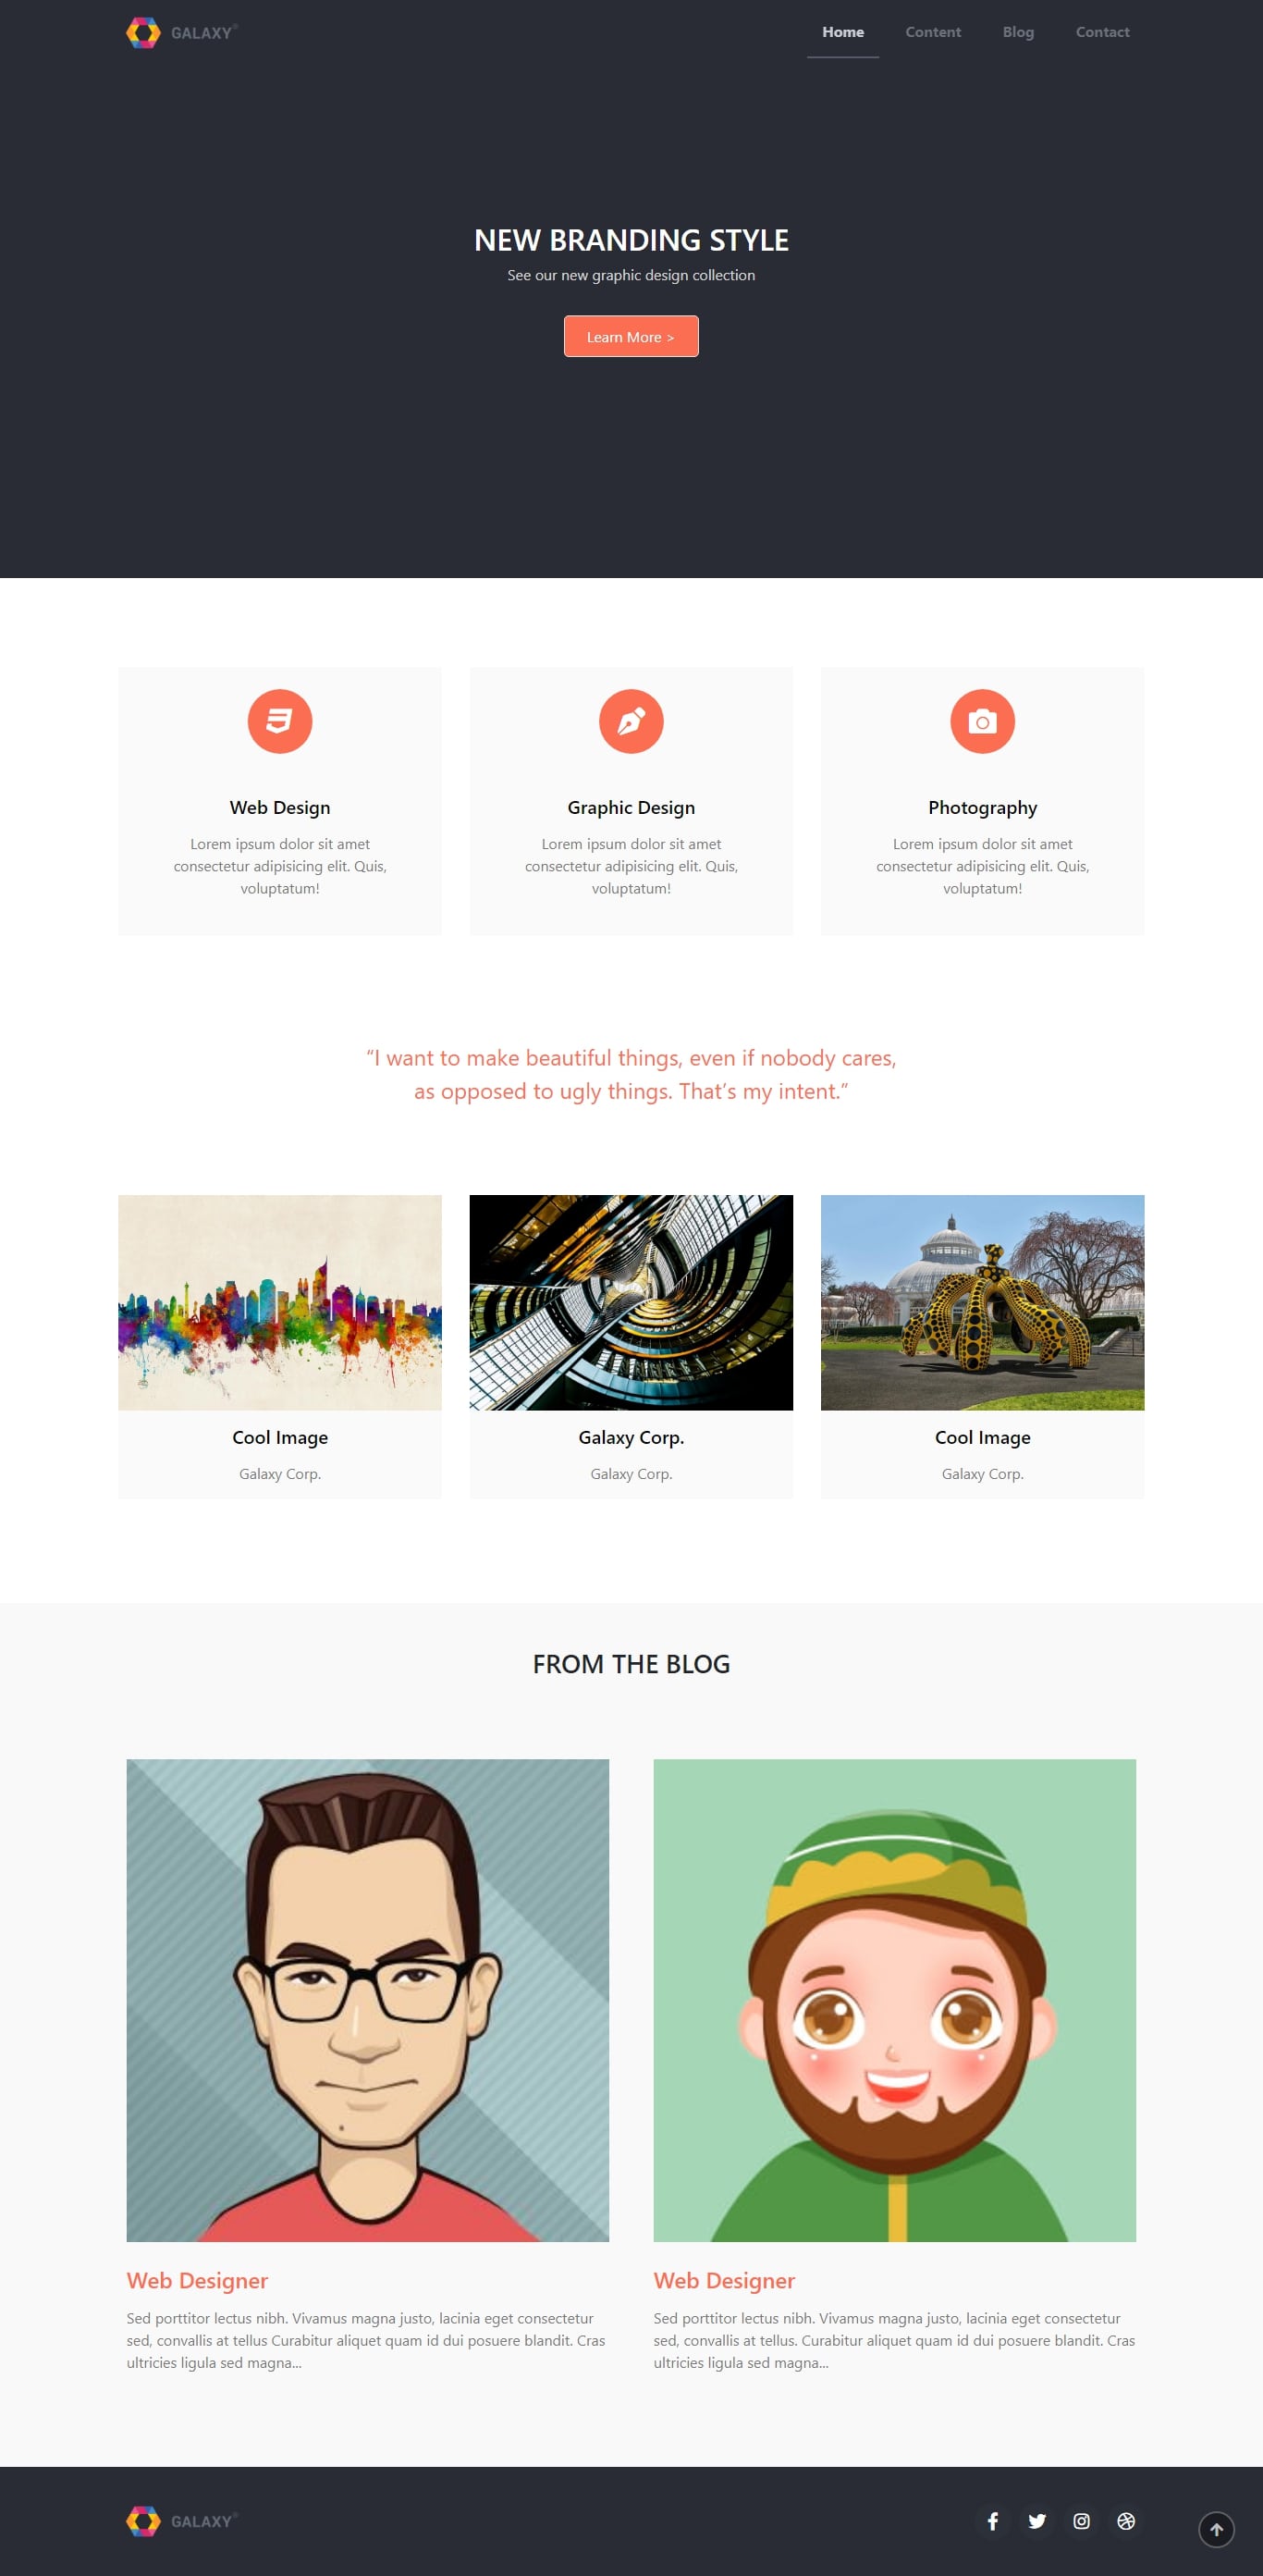 GALAXY
Home Content Blog Contact
NEW BRANDING STYLE
See our new graphic design collection
Learn More >
Web Design
Lorem ipsum dolor sit amet
consectetur adipisicing elit. Quis,
voluptatum!
Graphic Design
Lorem ipsum dolor sit amet
consectetur adipisicing elit. Quis,
voluptatum!
Photography
Lorem ipsum dolor sit amet
consectetur adipisicing elit. Quis,
voluptatum!
“I want to make beautiful things, even if nobody cares,
as opposed to ugly things. That’s my intent.”
Cool Image
Galaxy Corp.
Galaxy Corp.
Galaxy Corp.
Cool Image
Galaxy Corp.
FROM THE BLOG
Web Designer
Sed porttitor lectus nibh. Vivamus magna justo, lacinia eget consectetur
sed, convallis at tellus Curabitur aliquet quam id dui posuere blandit. Cras
ultricies ligula sed magna...
Web Designer
Sed porttitor lectus nibh. Vivamus magna justo, lacinia eget consectetur
sed, convallis at tellus. Curabitur aliquet quam id dui posuere blandit. Cras
ultricies ligula sed magna...
GALAXY